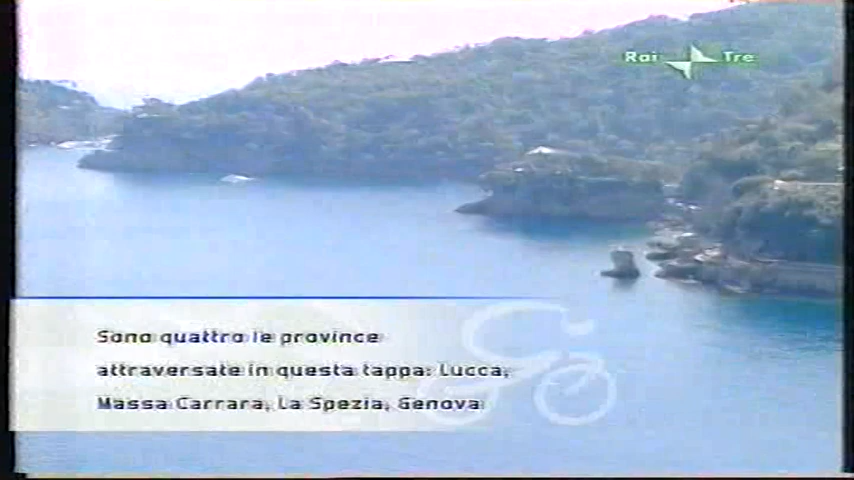 Rai Tre
Sono quattro le province
attraversate in questa tappa: Lucca,
Massa Carrara, La Spezia, Genova